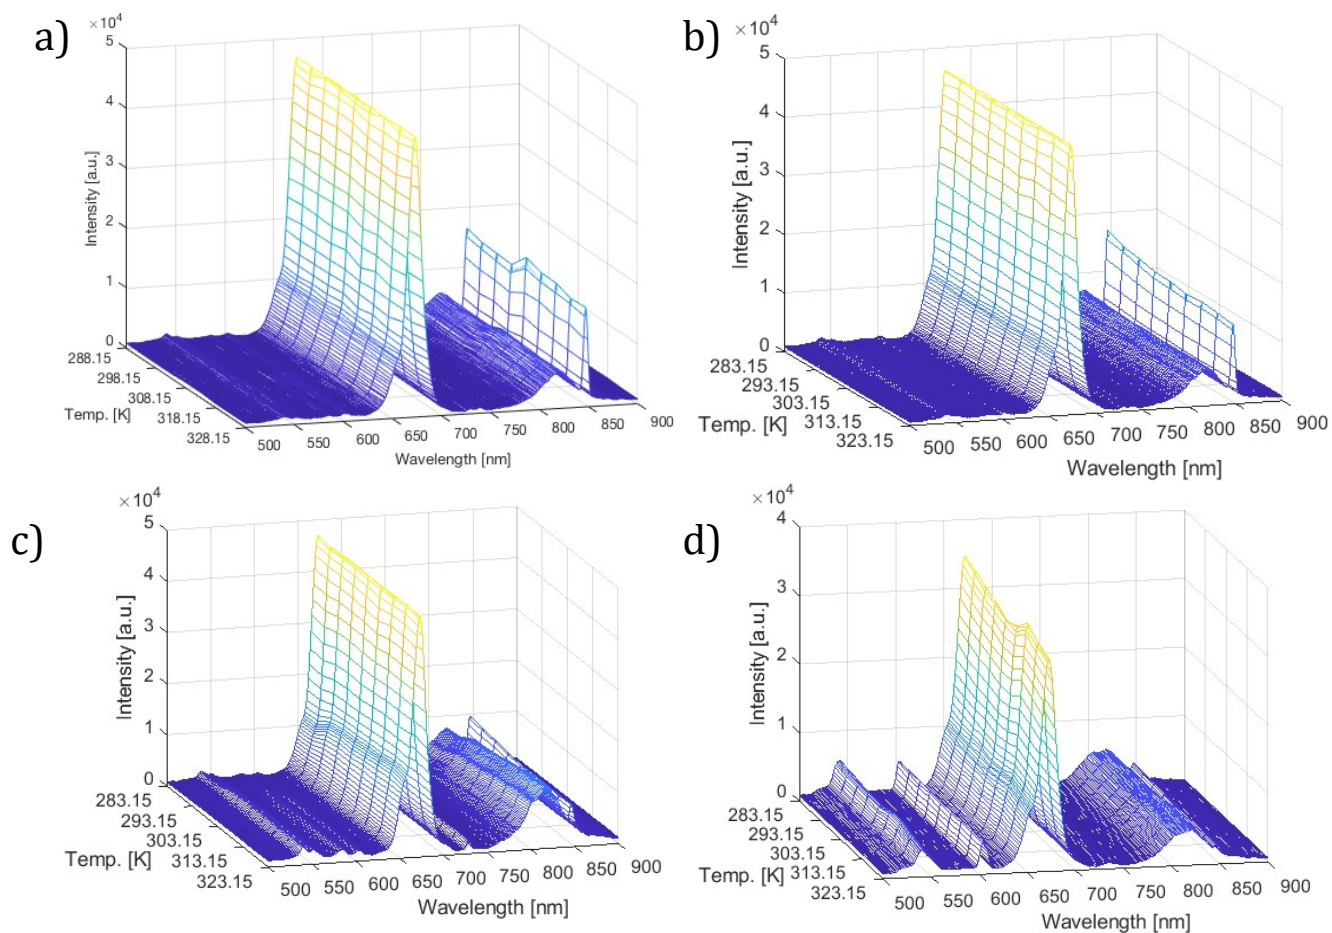 a)
×10⁴
5
4
3
2
1
0
Intensity [a.u.]
288.15
298.15
308.15
318.15
328.15
Temp. [K]
500 550 600 650 700 750 800 850 900
Wavelength [nm]
b)
×10⁴
5
4
3
2
1
0
Intensity [a.u.]
283.15
293.15
303.15
313.15
323.15
Temp. [K]
500 550 600 650 700 750 800 850 900
Wavelength [nm]
c)
×10⁴
5
4
3
2
1
0
Intensity [a.u.]
283.15
293.15
303.15
313.15
323.15
Temp. [K]
500 550 600 650 700 750 800 850 900
Wavelength [nm]
d)
×10⁴
4
3
2
1
0
Intensity [a.u.]
283.15
293.15
303.15
313.15
323.15
Temp. [K]
500 550 600 650 700 750 800 850 900
Wavelength [nm]